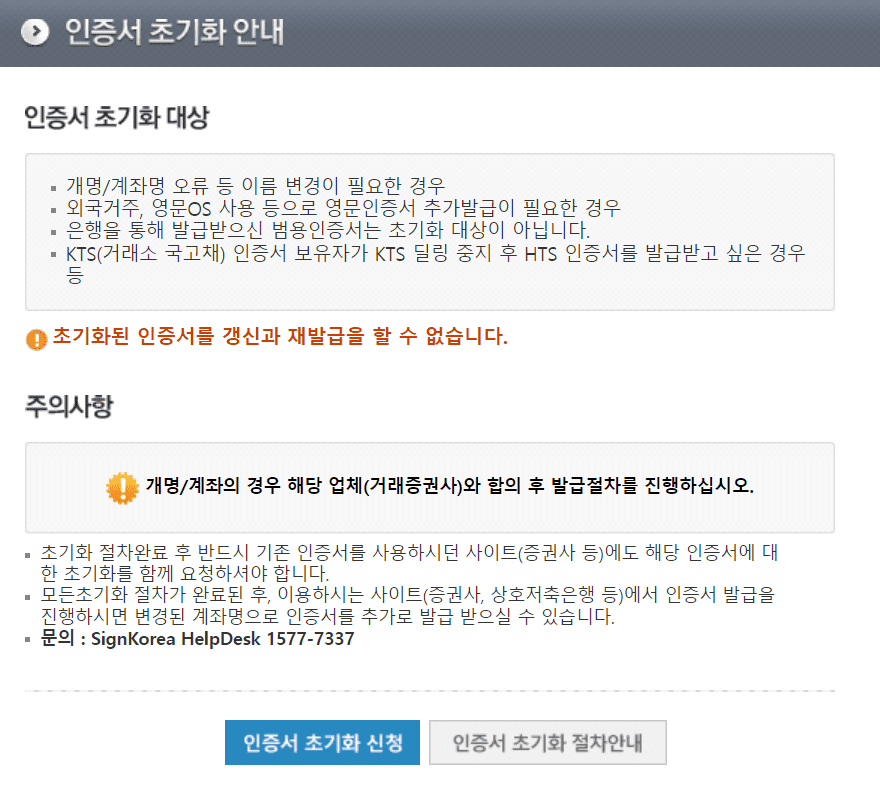 인증서 초기화 안내
인증서 초기화 대상
개명/계좌명 오류 등 이름 변경이 필요한 경우
외국거주, 영문OS 사용 등으로 영문인증서 추가발급이 필요한 경우
은행을 통해 발급받으신 범용인증서는 초기화 대상이 아닙니다.
KTS(거래소 국고채) 인증서 보유자가 KTS 딜링 중지 후 HTS 인증서를 발급받고 싶은 경우
등
초기화된 인증서를 갱신과 재발급을 할 수 없습니다.
주의사항
개명/계좌의 경우 해당 업체(거래증권사)와 합의 후 발급절차를 진행하십시오.
초기화 절차완료 후 반드시 기존 인증서를 사용하시던 사이트(증권사 등)에도 해당 인증서에 대
한 초기화를 함께 요청하셔야 합니다.
모든초기화 절차가 완료된 후, 이용하시는 사이트(증권사, 상호저축은행 등)에서 인증서 발급을
진행하시면 변경된 계좌명으로 인증서를 추가로 발급 받으실 수 있습니다.
문의 : SignKorea HelpDesk 1577-7337
인증서 초기화 신청
인증서 초기화 절차안내